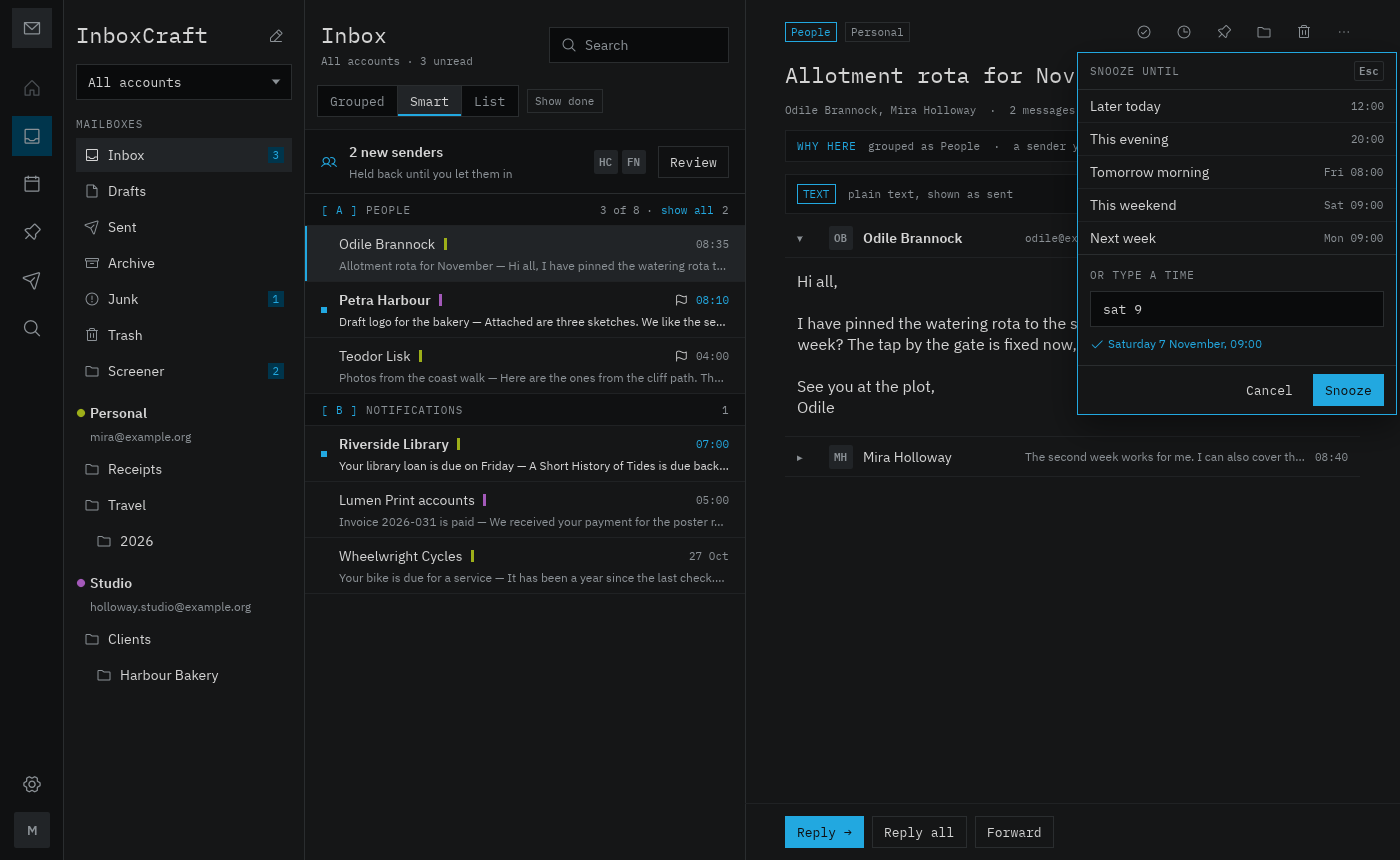 InboxCraft
All accounts
MAILBOXES
Inbox 3
Drafts
Sent
Archive
Junk 1
Trash
Screener 2
Personal
mira@example.org
Receipts
Travel
2026
Studio
holloway.studio@example.org
Clients
Harbour Bakery
M
Inbox
All accounts · 3 unread
Search
Grouped Smart List Show done
2 new senders
Held back until you let them in
HC FN Review
[ A ] PEOPLE 3 of 8 · show all 2
Odile Brannock 08:35
Allotment rota for November — Hi all, I have pinned the watering rota t…
Petra Harbour 08:10
Draft logo for the bakery — Attached are three sketches. We like the se…
Teodor Lisk 04:00
Photos from the coast walk — Here are the ones from the cliff path. Th…
[ B ] NOTIFICATIONS 1
Riverside Library 07:00
Your library loan is due on Friday — A Short History of Tides is due back…
Lumen Print accounts 05:00
Invoice 2026-031 is paid — We received your payment for the poster r…
Wheelwright Cycles 27 Oct
Your bike is due for a service — It has been a year since the last check.…
People Personal
Allotment rota for Nov
Odile Brannock, Mira Holloway · 2 messages
WHY HERE grouped as People · a sender y
TEXT plain text, shown as sent
▾ OB Odile Brannock odile@ex
Hi all,
I have pinned the watering rota to the s
week? The tap by the gate is fixed now,
See you at the plot,
Odile
▸ MH Mira Holloway The second week works for me. I can also cover th… 08:40
SNOOZE UNTIL Esc
Later today 12:00
This evening 20:00
Tomorrow morning Fri 08:00
This weekend Sat 09:00
Next week Mon 09:00
OR TYPE A TIME
sat 9
Saturday 7 November, 09:00
Cancel Snooze
Reply → Reply all Forward